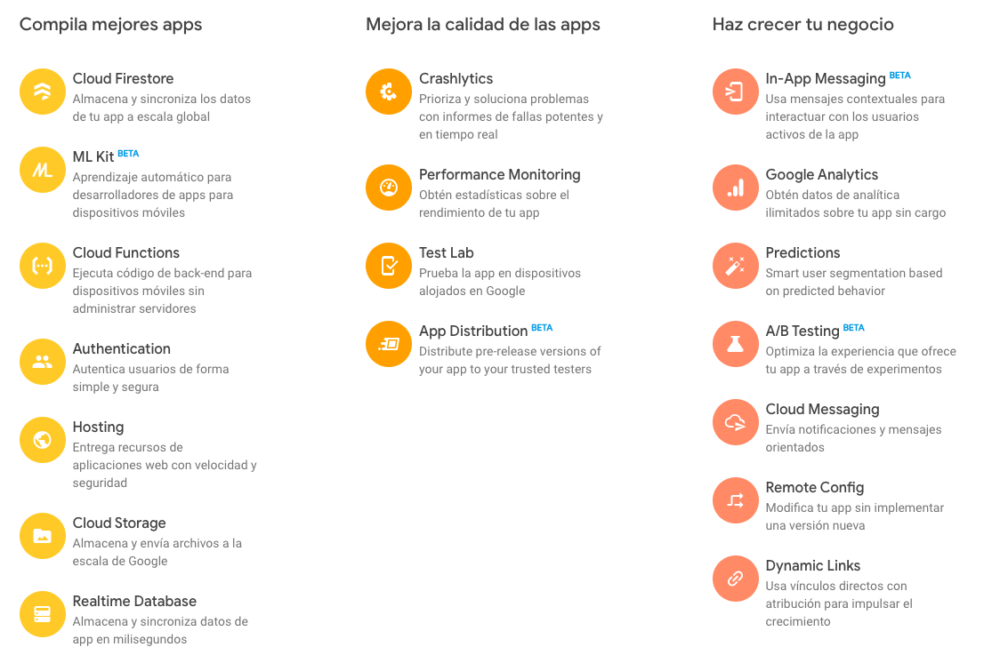 Compila mejores apps
Cloud Firestore
Almacena y sincroniza los datos
de tu app a escala global
ML Kit BETA
Aprendizaje automático para
desarrolladores de apps para
dispositivos móviles
Cloud Functions
Ejecuta código de back-end para
dispositivos móviles sin
administrar servidores
Authentication
Autentica usuarios de forma
simple y segura
Hosting
Entrega recursos de
aplicaciones web con velocidad y
seguridad
Cloud Storage
Almacena y envía archivos a la
escala de Google
Realtime Database
Almacena y sincroniza datos de
app en milisegundos
Mejora la calidad de las apps
Crashlytics
Prioriza y soluciona problemas
con informes de fallas potentes y
en tiempo real
Performance Monitoring
Obtén estadísticas sobre el
rendimiento de tu app
Test Lab
Prueba la app en dispositivos
alojados en Google
App Distribution BETA
Distribute pre-release versions of
your app to your trusted testers
Haz crecer tu negocio
In-App Messaging BETA
Usa mensajes contextuales para
interactuar con los usuarios
activos de la app
Google Analytics
Obtén datos de analítica
ilimitados sobre tu app sin cargo
Predictions
Smart user segmentation based
on predicted behavior
A/B Testing BETA
Optimiza la experiencia que ofrece
tu app a través de experimentos
Cloud Messaging
Envía notificaciones y mensajes
orientados
Remote Config
Modifica tu app sin implementar
una versión nueva
Dynamic Links
Usa vínculos directos con
atribución para impulsar el
crecimiento